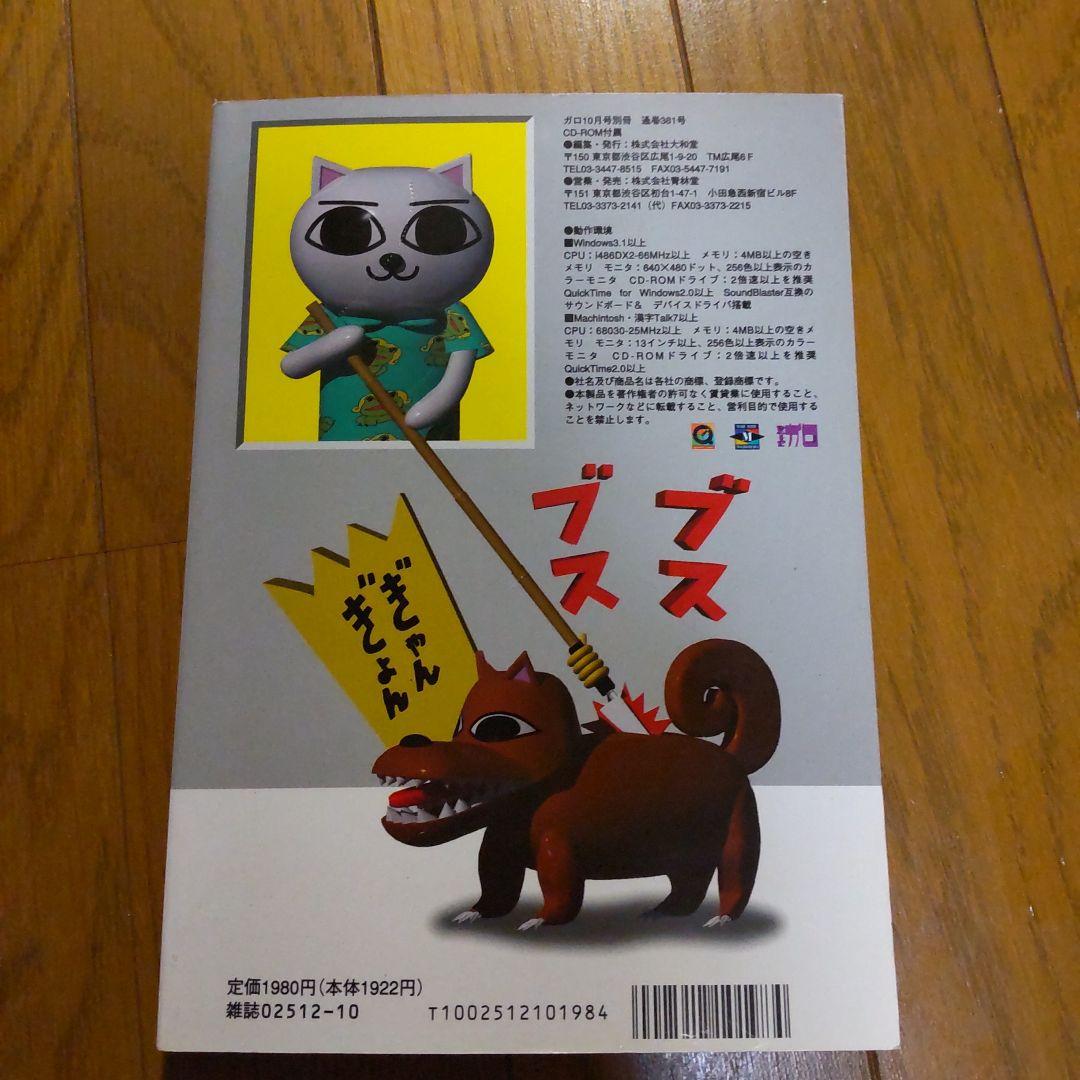 ガロ10月号別冊 通巻381号
CD-ROM付属
●編集・発行：株式会社大和堂
〒150 東京都渋谷区広尾1-9-20 TM広尾6F
TEL03-3447-8515 FAX03-5447-7191
●営業・発売：株式会社青林堂
〒151 東京都渋谷区初台1-47-1 小田急西新宿ビル8F
TEL03-3373-2141（代）FAX03-3373-2215
●動作環境
■Windows3.1以上
CPU：i486DX2-66MHz以上 メモリ：4MB以上の空き
メモリ モニタ：640×480ドット、256色以上表示のカ
ラーモニタ CD-ROMドライブ：2倍速以上を推奨
QuickTime for Windows2.0以上 SoundBlaster互換の
サウンドボード＆ デバイスドライバ搭載
■Machintosh・漢字Talk7以上
CPU：68030-25MHz以上 メモリ：4MB以上の空きメ
モリ モニタ：13インチ以上、256色以上表示のカラー
モニタ CD-ROMドライブ：2倍速以上を推奨
QuickTime2.0以上
●社名及び商品名は各社の商標、登録商標です。
●本製品を著作権者の許可なく賃貸業に使用すること、
ネットワークなどに転載すること、営利目的で使用する
ことを禁止します。
M
ガロ
ブス
ブス
ぎゃん
ぎょん
定価1980円（本体1922円）
雑誌02512-10
T1002512101984